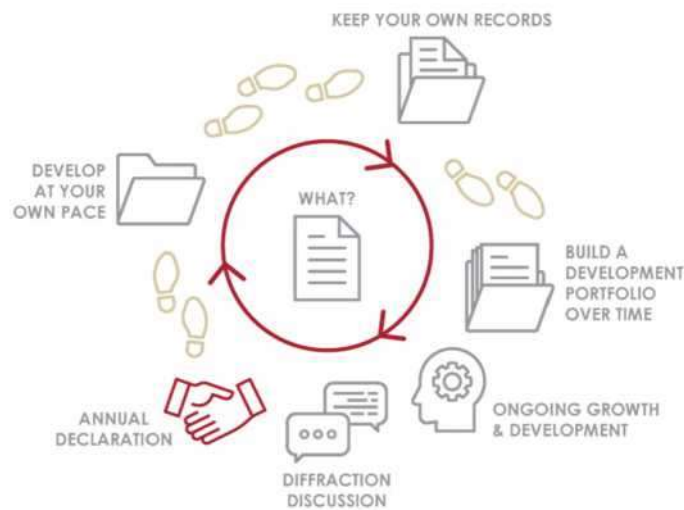 KEEP YOUR OWN RECORDS
DEVELOP
AT YOUR
OWN PACE
WHAT?
BUILD A
DEVELOPMENT
PORTFOLIO
OVER TIME
ONGOING GROWTH
& DEVELOPMENT
ANNUAL
DECLARATION
DIFFRACTION
DISCUSSION